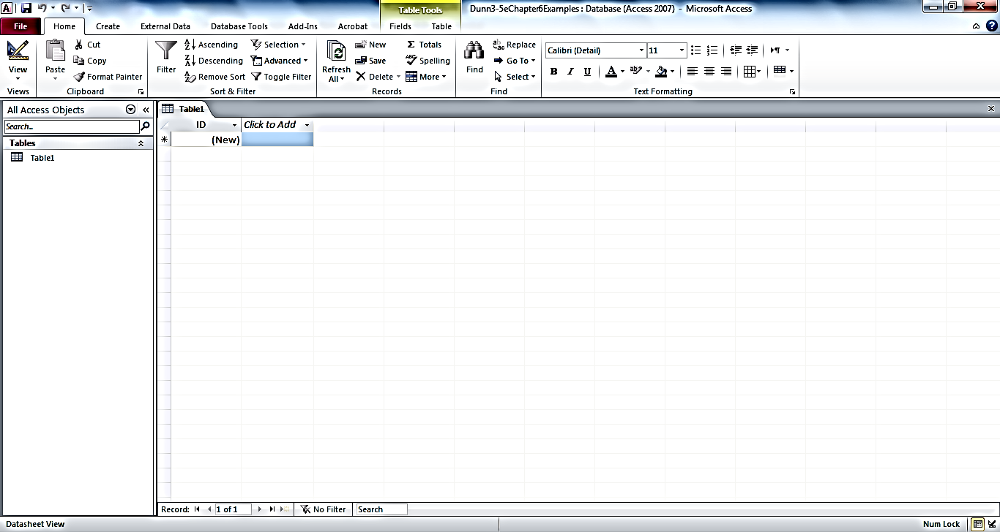 Table Tools Dunn3-5eChapter6Examples : Database (Access 2007) - Microsoft Access
File Home Create External Data Database Tools Add-Ins Acrobat Fields Table
Cut Ascending Selection New Totals Replace Calibri (Detail) 11
View Paste Copy Filter Descending Advanced Refresh All Save Spelling Find Go To
Format Painter Remove Sort Toggle Filter Delete More Select B I U A
Views Clipboard Sort & Filter Records Find Text Formatting
All Access Objects Table1
Search... ID Click to Add
Tables (New)
Table1
Record: 1 of 1 No Filter Search
Datasheet View Num Lock